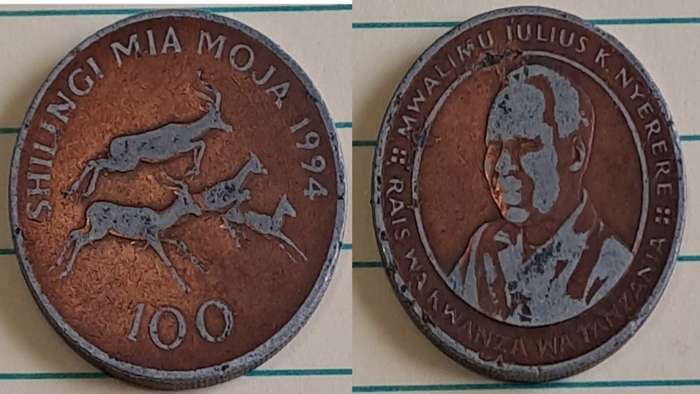 SHILINGI MIA MOJA 1994
100
MWALIMU JULIUS K. NYERERE
RAIS WA KWANZA WA TANZANIA